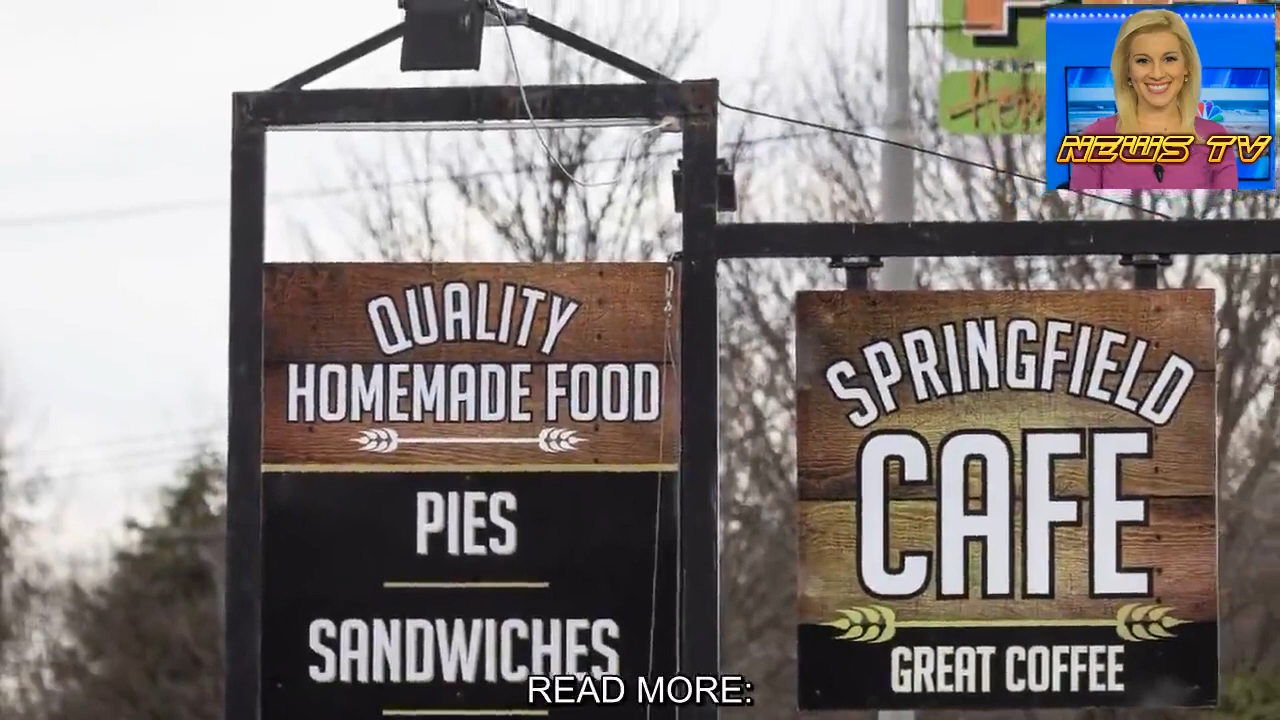 NEWS TV
QUALITY
HOMEMADE FOOD
PIES
SANDWICHES
SPRINGFIELD
CAFE
GREAT COFFEE
READ MORE: